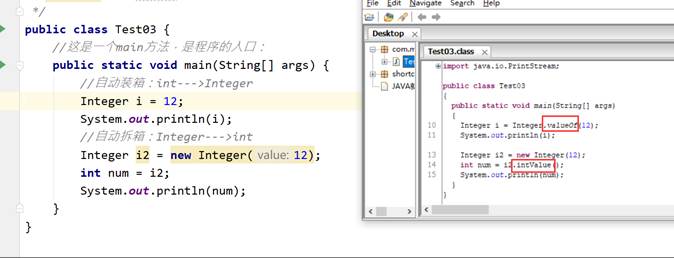 */
public class Test03 {
//这是一个main方法，是程序的入口：
public static void main(String[] args) {
//自动装箱：int--->Integer
Integer i = 12;
System.out.println(i);
//自动拆箱：Integer--->int
Integer i2 = new Integer( value: 12);
int num = i2;
System.out.println(num);
}
}
File Edit Navigate Search Help
Desktop
com.m
Te
shortc
JAVA
Test03.class
import java.io.PrintStream;
public class Test03
{
public static void main(String[] args)
{
10 Integer i = Integer.valueOf(12);
11 System.out.println(i);
13 Integer i2 = new Integer(12);
14 int num = i2.intValue();
15 System.out.println(num);
}
}